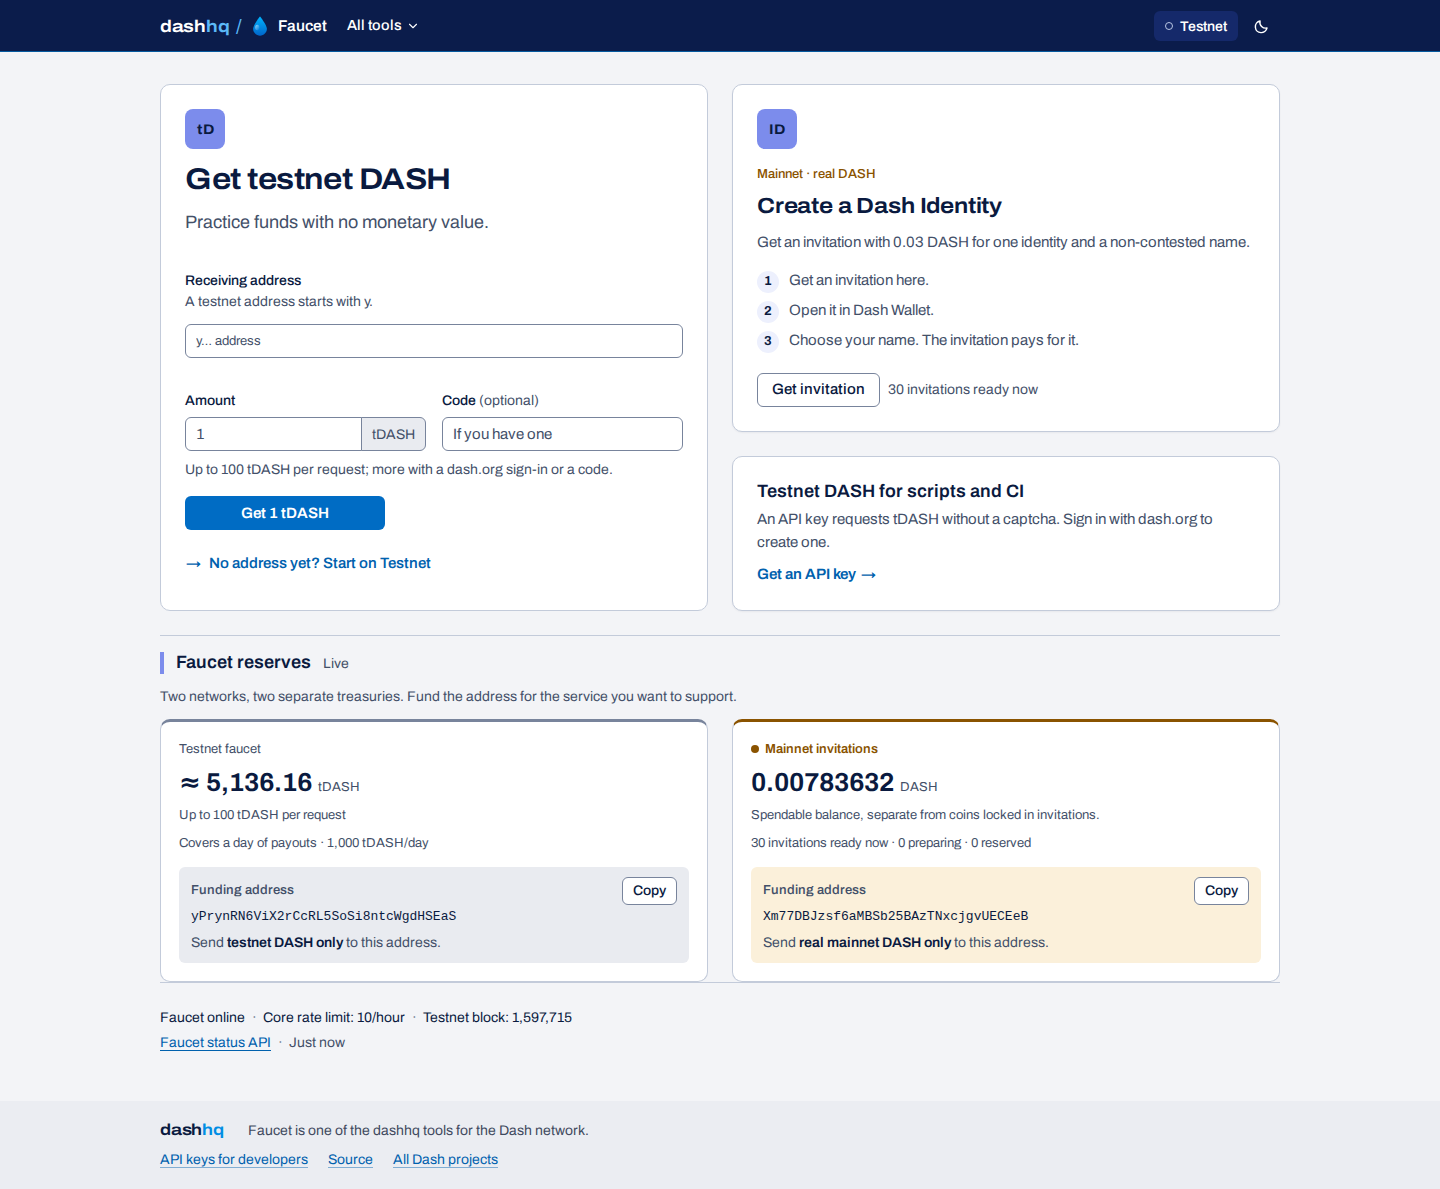 dashhq / Faucet All tools Testnet
tD
Get testnet DASH
Practice funds with no monetary value.
Receiving address
A testnet address starts with y.
y... address
Amount
1 tDASH
Code (optional)
If you have one
Up to 100 tDASH per request; more with a dash.org sign-in or a code.
Get 1 tDASH
→ No address yet? Start on Testnet
ID
Mainnet · real DASH
Create a Dash Identity
Get an invitation with 0.03 DASH for one identity and a non-contested name.
1 Get an invitation here.
2 Open it in Dash Wallet.
3 Choose your name. The invitation pays for it.
Get invitation 30 invitations ready now
Testnet DASH for scripts and CI
An API key requests tDASH without a captcha. Sign in with dash.org to
create one.
Get an API key →
Faucet reserves Live
Two networks, two separate treasuries. Fund the address for the service you want to support.
Testnet faucet
≈ 5,136.16 tDASH
Up to 100 tDASH per request
Covers a day of payouts · 1,000 tDASH/day
Funding address Copy
yPrynRN6ViX2rCcRL5SoSi8ntcWgdHSEaS
Send testnet DASH only to this address.
Mainnet invitations
0.00783632 DASH
Spendable balance, separate from coins locked in invitations.
30 invitations ready now · 0 preparing · 0 reserved
Funding address Copy
Xm77DBJzsf6aMBSb25BAzTNxcjgvUECEeB
Send real mainnet DASH only to this address.
Faucet online · Core rate limit: 10/hour · Testnet block: 1,597,715
Faucet status API · Just now
dashhq Faucet is one of the dashhq tools for the Dash network.
API keys for developers Source All Dash projects